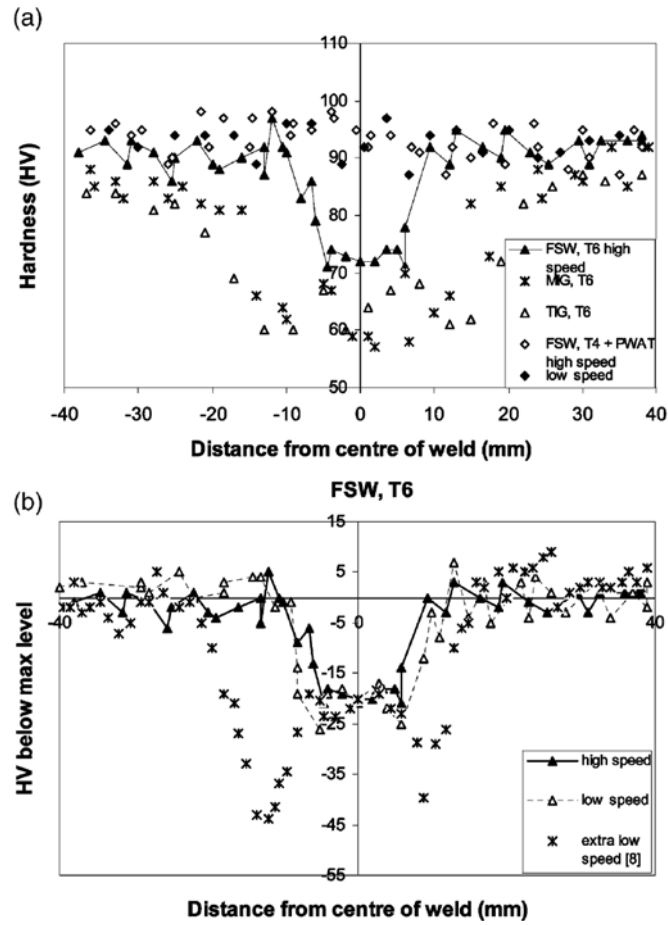 (a)
110
100
90
80
70
60
50
Hardness (HV)
-40 -30 -20 -10 0 10 20 30 40
Distance from centre of weld (mm)
FSW, T6 high
speed
MIG, T6
TIG, T6
FSW, T4 + PWAT
high speed
low speed
(b)
FSW, T6
15
5
-5
-15
-25
-35
-45
-55
-40 40
HV below max level
high speed
low speed
extra low
speed [8]
Distance from centre of weld (mm)